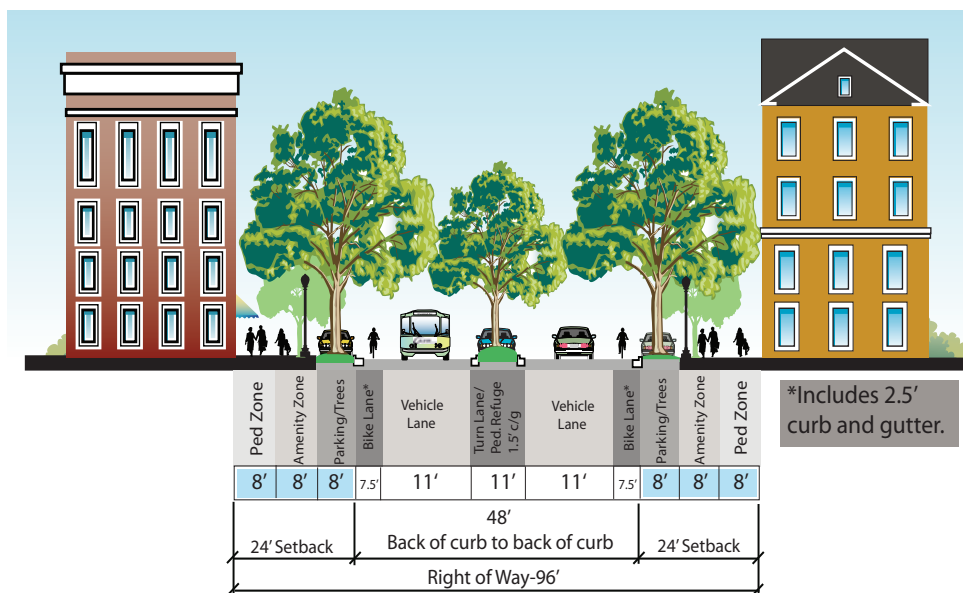 Ped Zone
Amenity Zone
Parking/Trees
Bike Lane*
Vehicle
Lane
Turn Lane/
Ped. Refuge
1.5' c/g
Vehicle
Lane
Bike Lane*
Parking/Trees
Amenity Zone
Ped Zone
*Includes 2.5'
curb and gutter.
8' 8' 8' 7.5' 11' 11' 11' 7.5' 8' 8' 8'
48'
24' Setback Back of curb to back of curb 24' Setback
Right of Way-96'